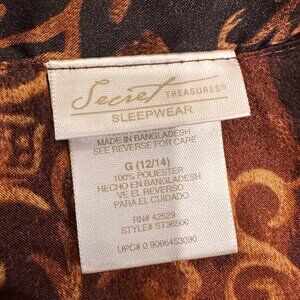 Secret
TREASURES®
SLEEPWEAR
MADE IN BANGLADESH
SEE REVERSE FOR CARE
G (12/14)
100% POLIESTER
HECHO EN BANGLADESH
VE EL REVERSO
PARA EL CUIDADO
RN# 42529
STYLE# ST36500
UPC# 0 9066453090